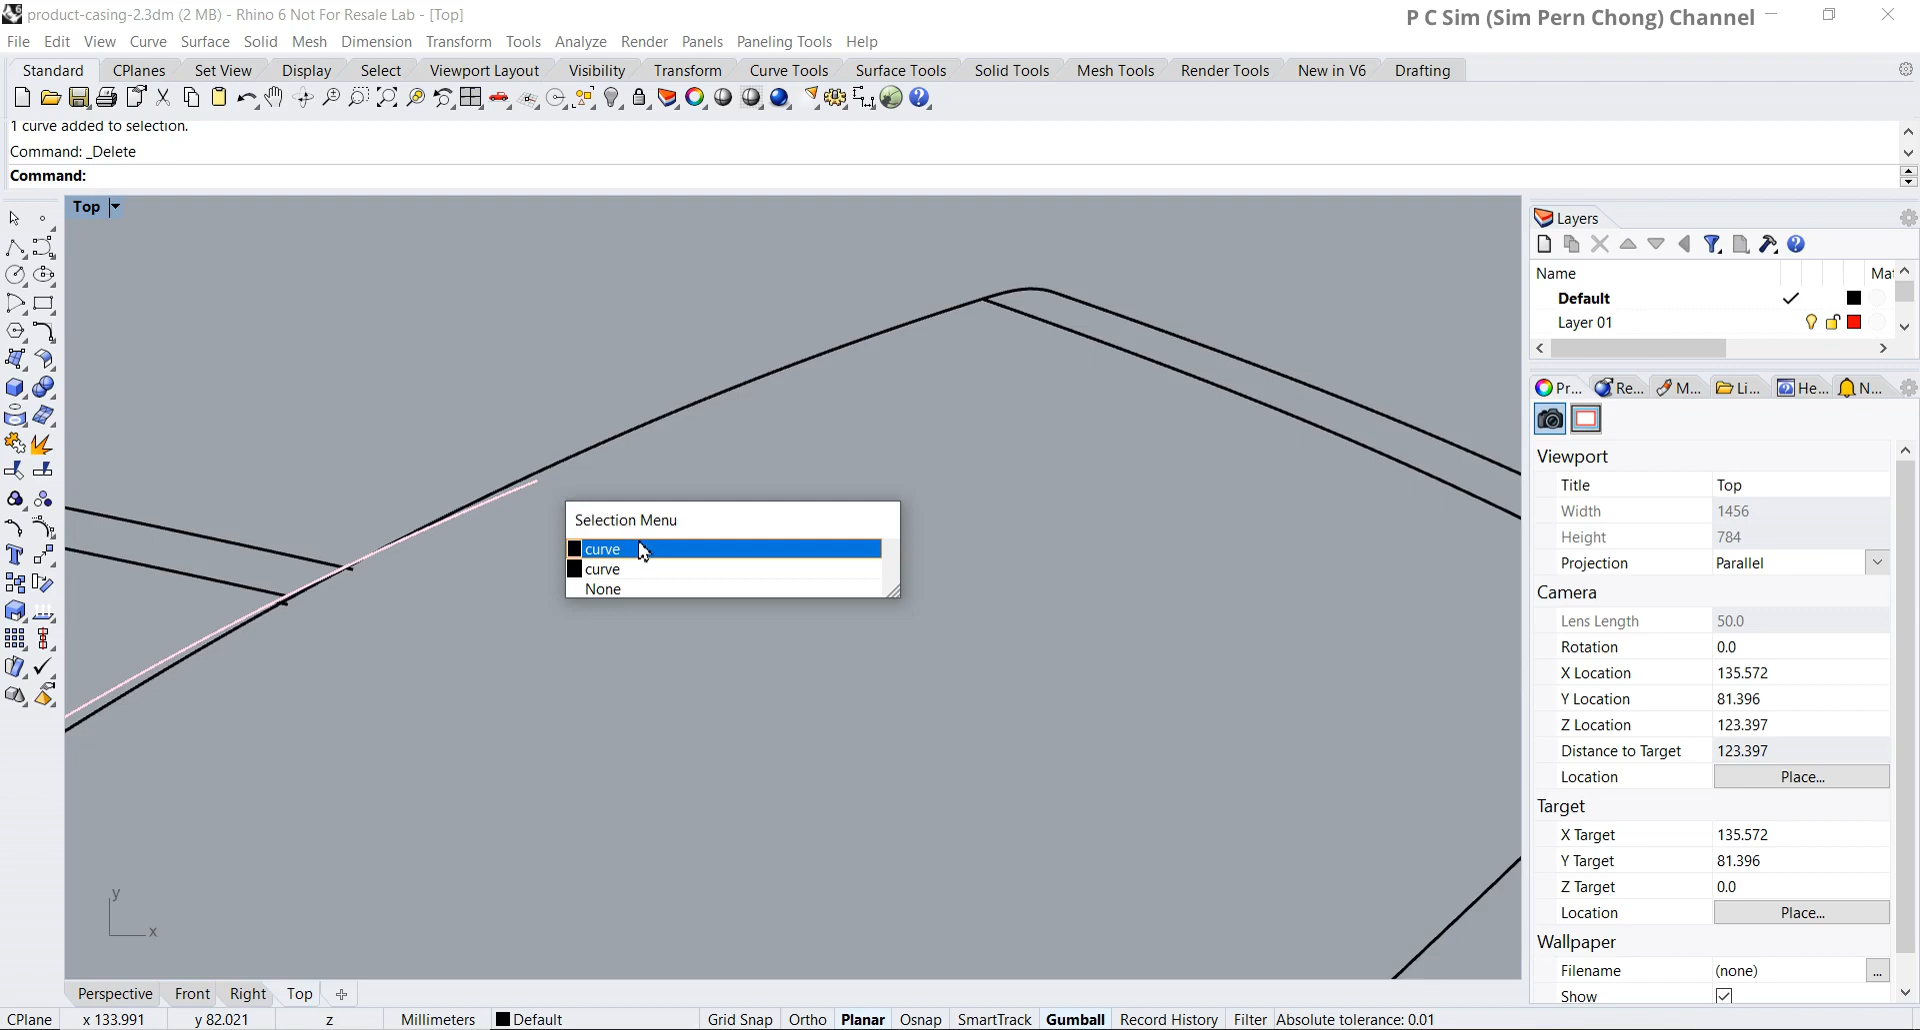 product-casing-2.3dm (2 MB) - Rhino 6 Not For Resale Lab - [Top]
P C Sim (Sim Pern Chong) Channel
File Edit View Curve Surface Solid Mesh Dimension Transform Tools Analyze Render Panels Paneling Tools Help
Standard CPlanes Set View Display Select Viewport Layout Visibility Transform Curve Tools Surface Tools Solid Tools Mesh Tools Render Tools New in V6 Drafting
1 curve added to selection.
Command: _Delete
Command:
Top
Selection Menu
curve
curve
None
y
x
Layers
Name Mat
Default
Layer 01
Pr... Re... M... Li... He... N...
Viewport
Title Top
Width 1456
Height 784
Projection Parallel
Camera
Lens Length 50.0
Rotation 0.0
X Location 135.572
Y Location 81.396
Z Location 123.397
Distance to Target 123.397
Location Place...
Target
X Target 135.572
Y Target 81.396
Z Target 0.0
Location Place...
Wallpaper
Filename (none) ...
Show
Perspective Front Right Top
CPlane x 133.991 y 82.021 z Millimeters Default Grid Snap Ortho Planar Osnap SmartTrack Gumball Record History Filter Absolute tolerance: 0.01